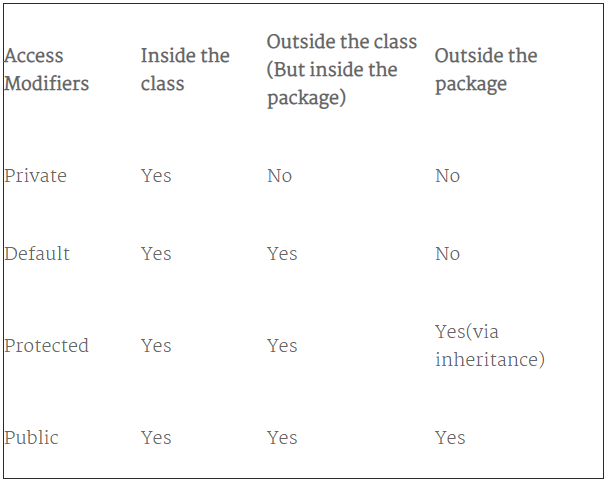 Access Modifiers Inside the class Outside the class (But inside the package) Outside the package
Private Yes No No
Default Yes Yes No
Protected Yes Yes Yes(via inheritance)
Public Yes Yes Yes